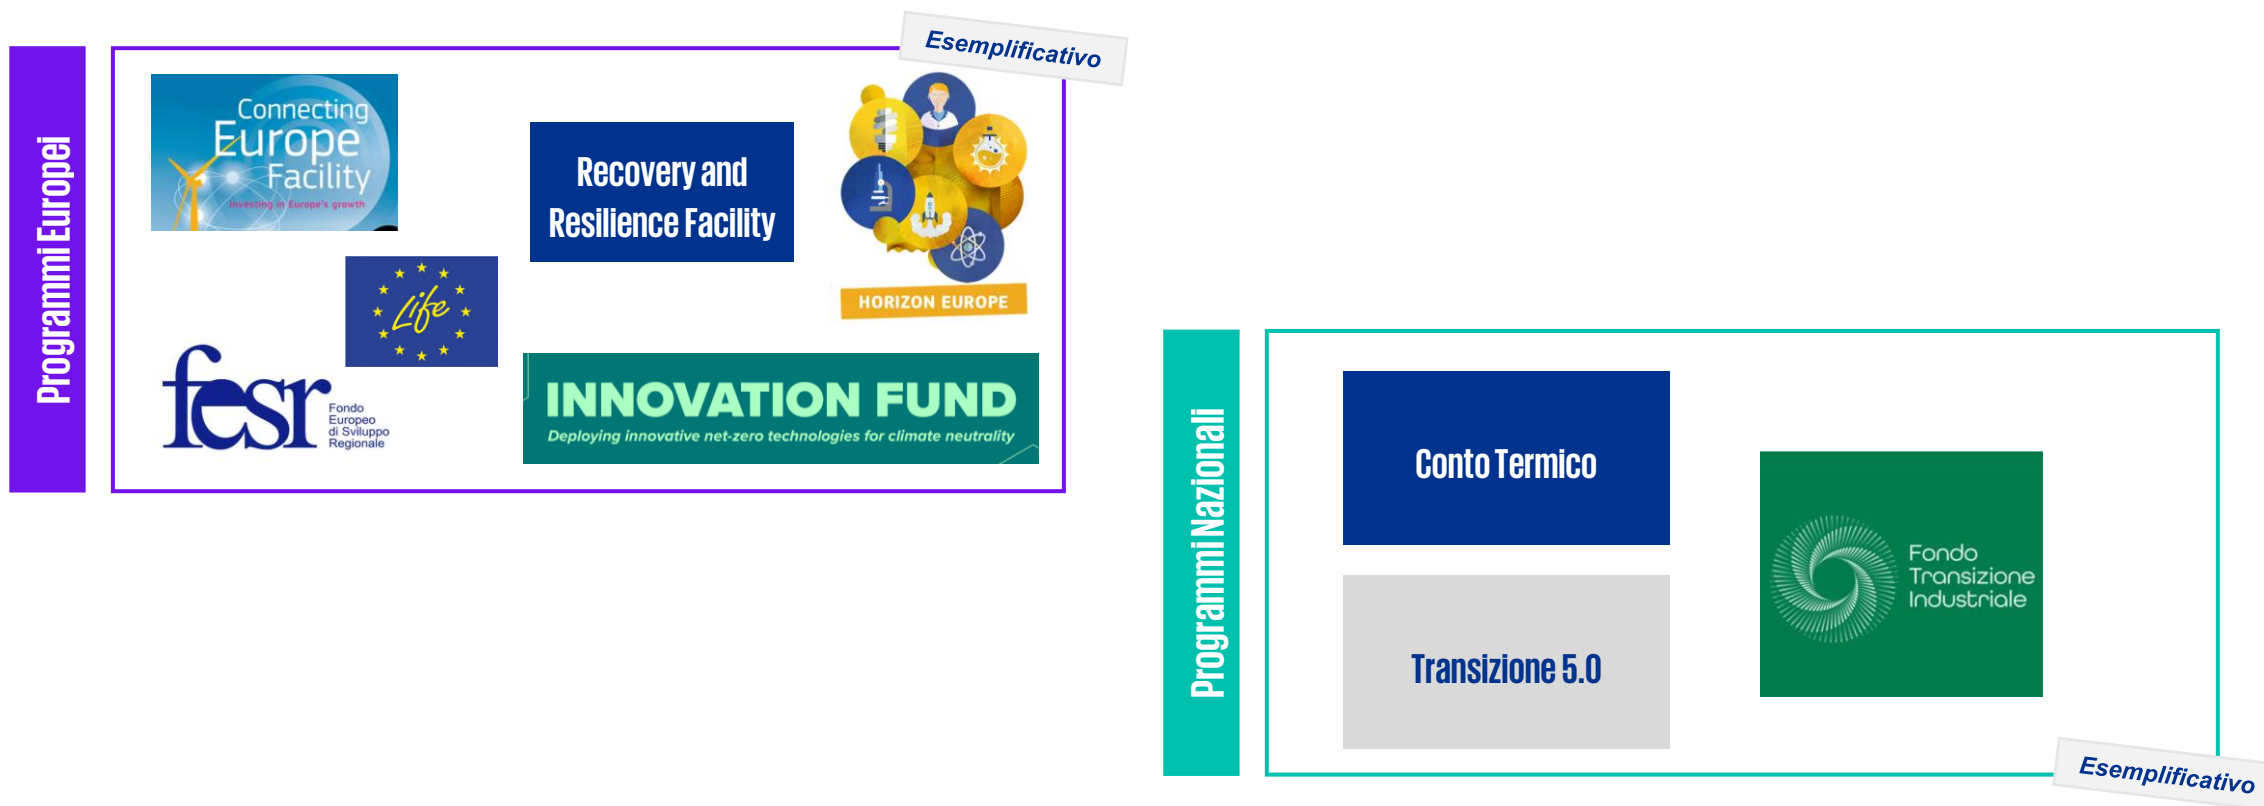 Programmi Europei
Esemplificativo
Connecting
Europe
Facility
Investing in Europe's growth
Recovery and
Resilience Facility
HORIZON EUROPE
Life
fesr
Fondo
Europeo
di Sviluppo
Regionale
INNOVATION FUND
Deploying innovative net-zero technologies for climate neutrality
Programmi Nazionali
Conto Termico
Transizione 5.0
Fondo
Transizione
Industriale
Esemplificativo